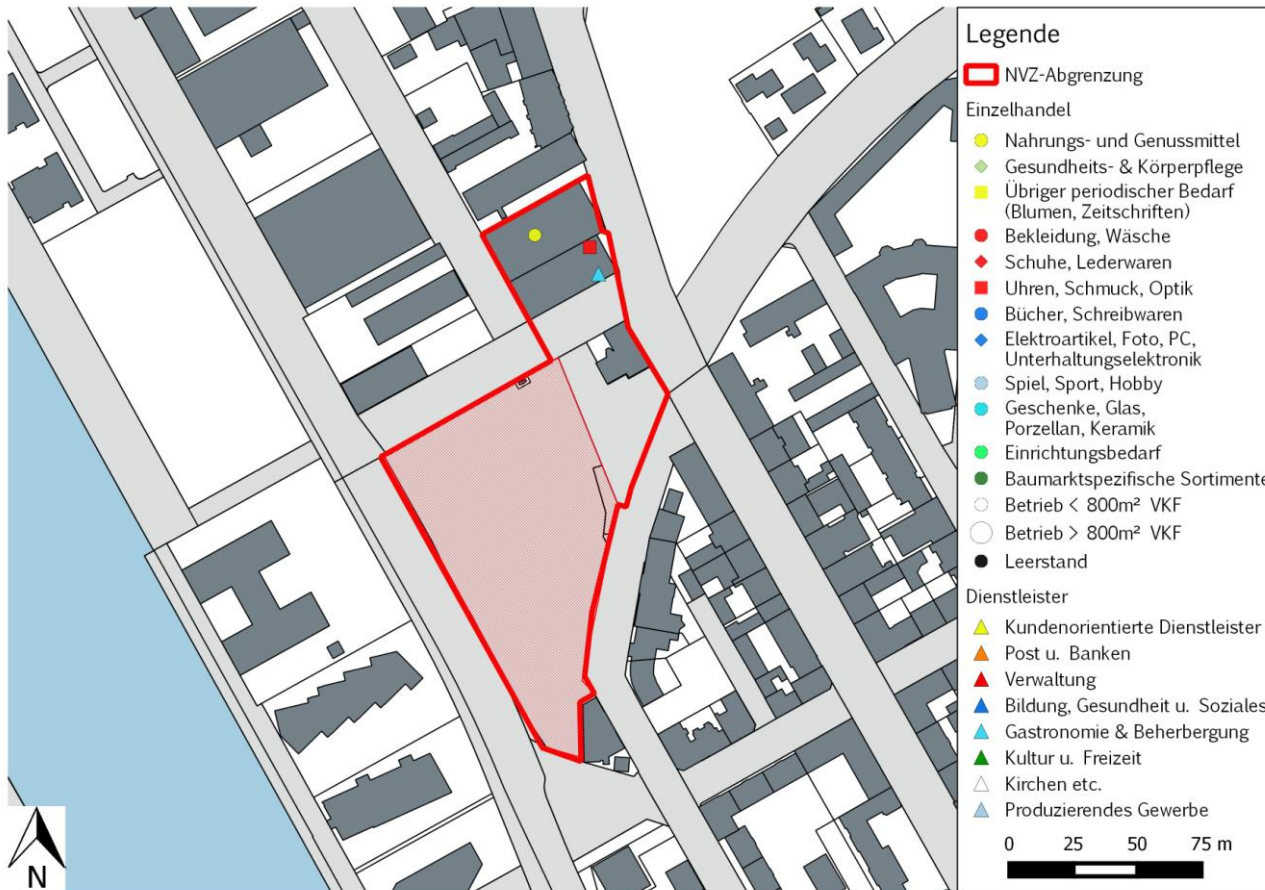 Legende
NVZ-Abgrenzung
Einzelhandel
Nahrungs- und Genussmittel
Gesundheits- & Körperpflege
Übriger periodischer Bedarf
(Blumen, Zeitschriften)
Bekleidung, Wäsche
Schuhe, Lederwaren
Uhren, Schmuck, Optik
Bücher, Schreibwaren
Elektroartikel, Foto, PC,
Unterhaltungselektronik
Spiel, Sport, Hobby
Geschenke, Glas,
Porzellan, Keramik
Einrichtungsbedarf
Baumarktspezifische Sortimente
Betrieb < 800m² VKF
Betrieb > 800m² VKF
Leerstand
Dienstleister
Kundenorientierte Dienstleister
Post u. Banken
Verwaltung
Bildung, Gesundheit u. Soziales
Gastronomie & Beherbergung
Kultur u. Freizeit
Kirchen etc.
Produzierendes Gewerbe
0 25 50 75 m
N